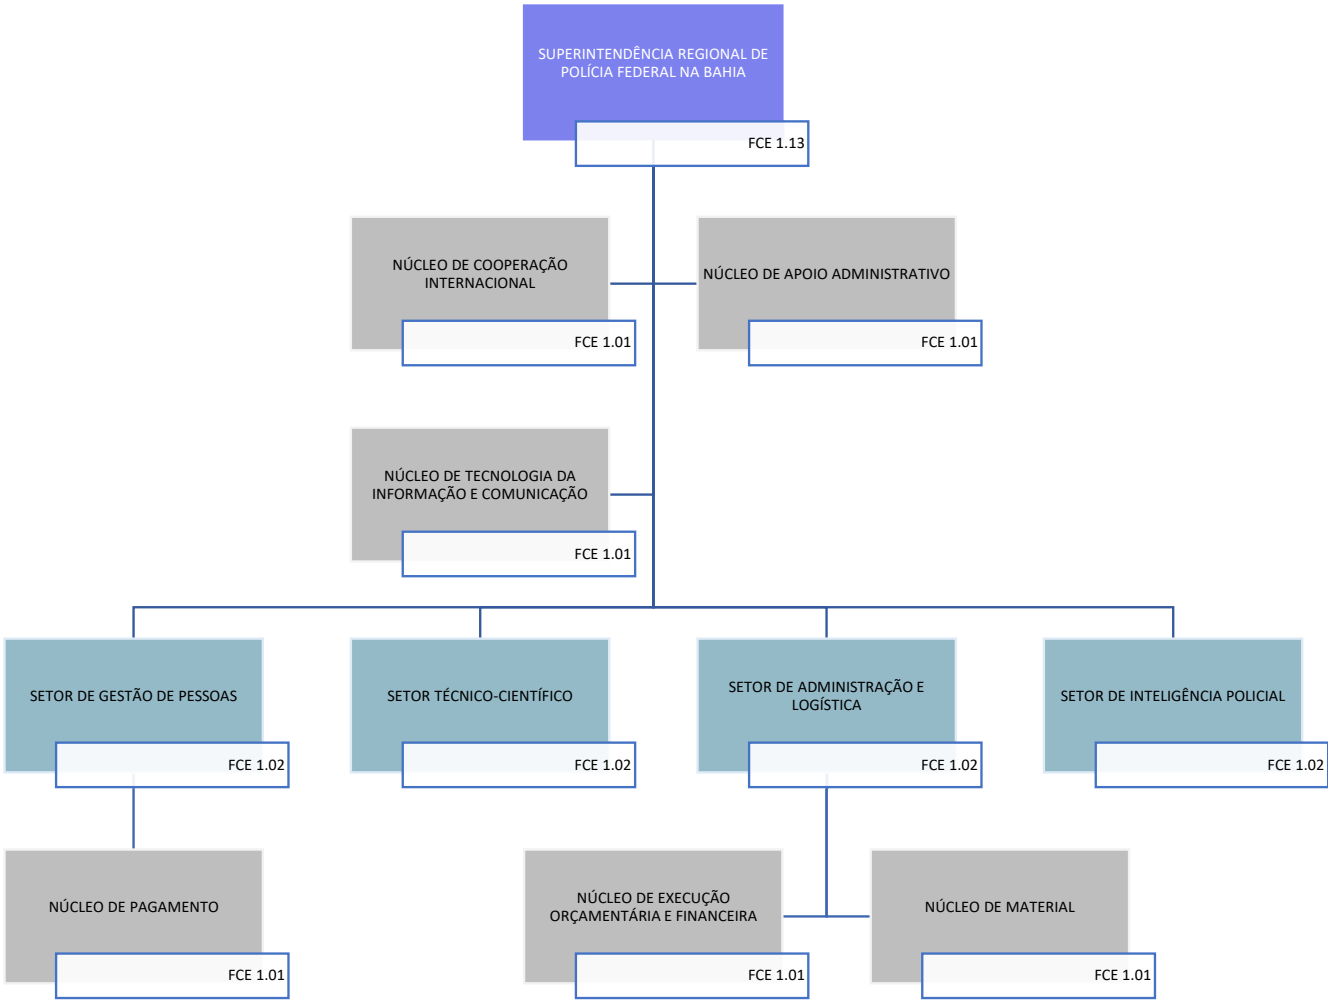 SUPERINTENDÊNCIA REGIONAL DE
POLÍCIA FEDERAL NA BAHIA
FCE 1.13
NÚCLEO DE COOPERAÇÃO
INTERNACIONAL
FCE 1.01
NÚCLEO DE APOIO ADMINISTRATIVO
FCE 1.01
NÚCLEO DE TECNOLOGIA DA
INFORMAÇÃO E COMUNICAÇÃO
FCE 1.01
SETOR DE GESTÃO DE PESSOAS
FCE 1.02
SETOR TÉCNICO-CIENTÍFICO
FCE 1.02
SETOR DE ADMINISTRAÇÃO E
LOGÍSTICA
FCE 1.02
SETOR DE INTELIGÊNCIA POLICIAL
FCE 1.02
NÚCLEO DE PAGAMENTO
FCE 1.01
NÚCLEO DE EXECUÇÃO
ORÇAMENTÁRIA E FINANCEIRA
FCE 1.01
NÚCLEO DE MATERIAL
FCE 1.01